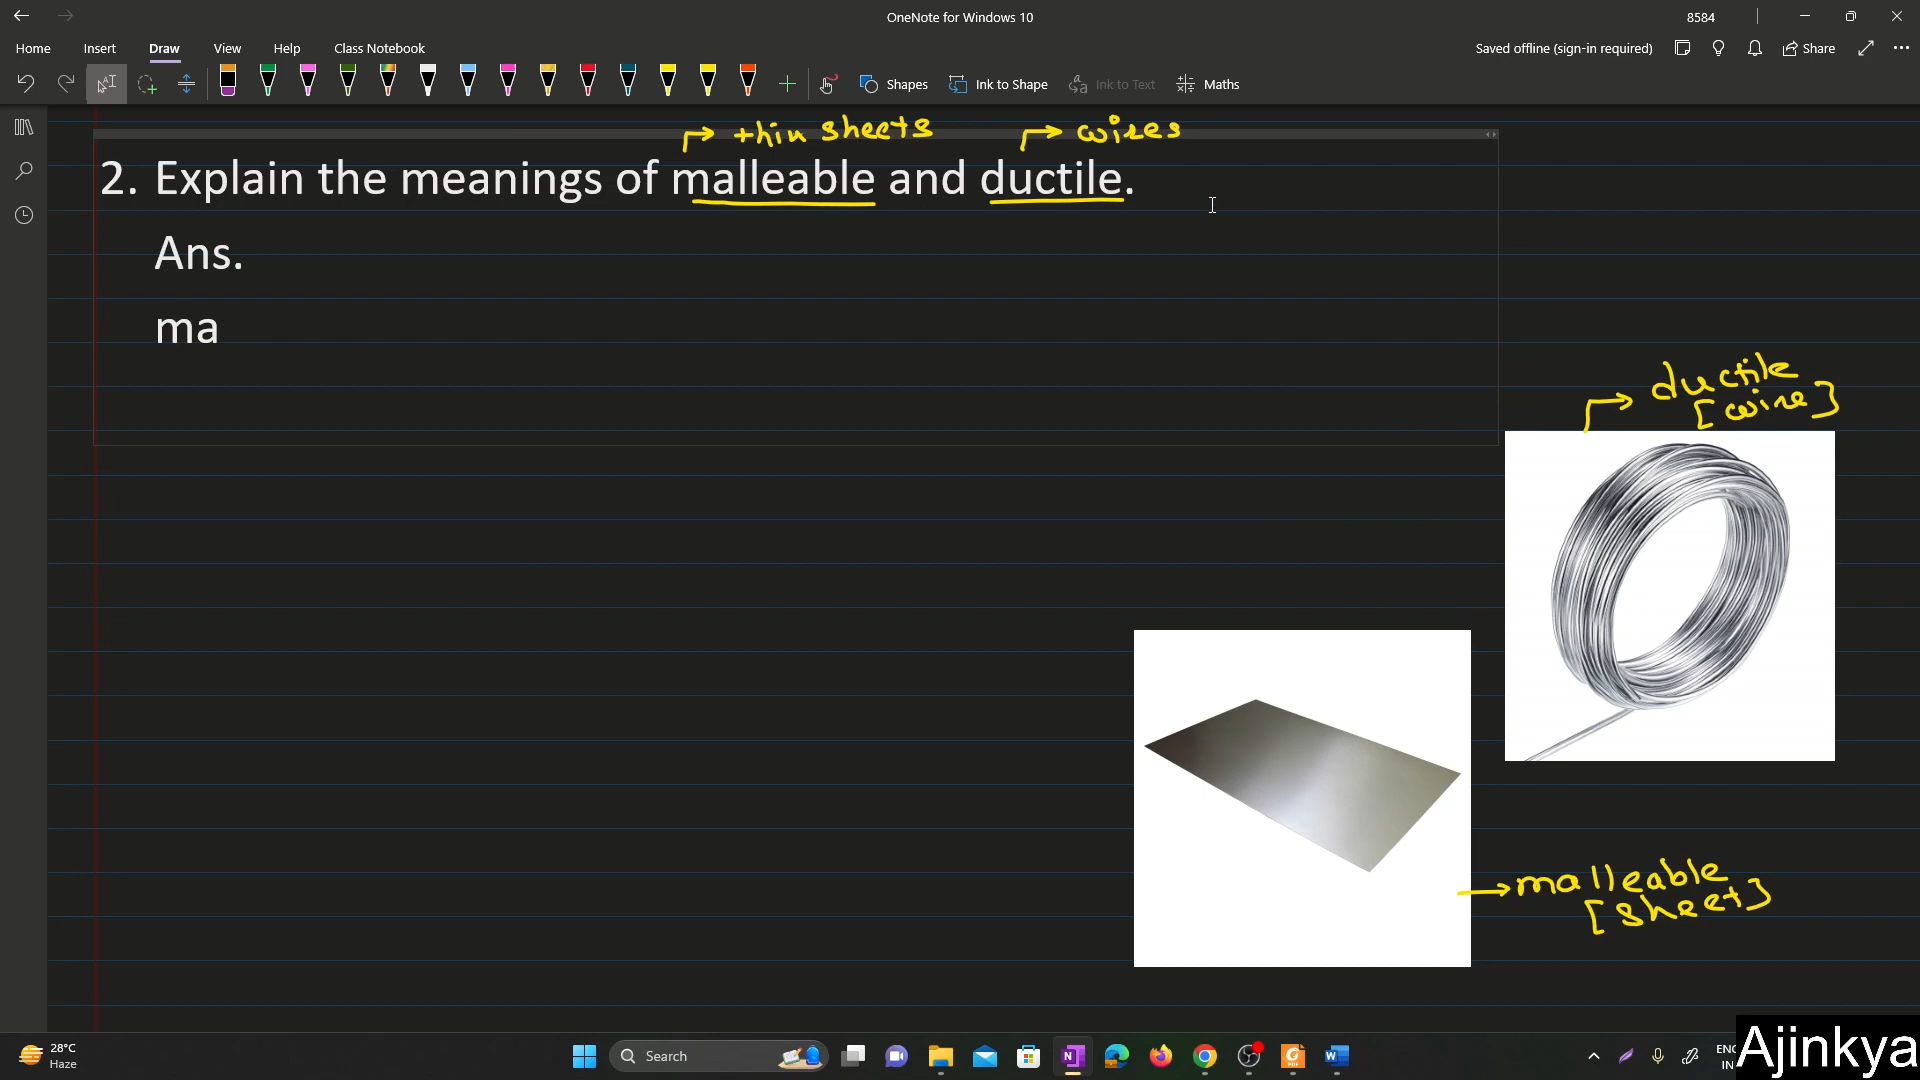 OneNote for Windows 10
8584
Home Insert Draw View Help Class Notebook
Saved offline (sign-in required)
Share
Shapes
Ink to Shape
Ink to Text
Maths
thin sheets
wires
2. Explain the meanings of malleable and ductile.
Ans.
ma
ductile
[wire]
malleable
[sheet]
28°C
Haze
Search
IN
Ajinkya